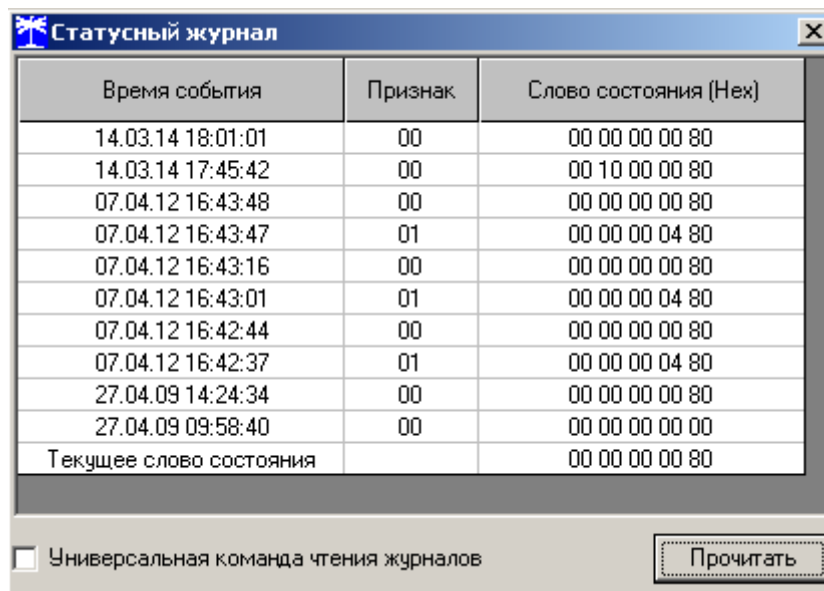 Статусный журнал
Время события Признак Слово состояния (Hex)
14.03.14 18:01:01 00 00 00 00 00 80
14.03.14 17:45:42 00 00 10 00 00 80
07.04.12 16:43:48 00 00 00 00 00 80
07.04.12 16:43:47 01 00 00 00 04 80
07.04.12 16:43:16 00 00 00 00 00 80
07.04.12 16:43:01 01 00 00 00 04 80
07.04.12 16:42:44 00 00 00 00 00 80
07.04.12 16:42:37 01 00 00 00 04 80
27.04.09 14:24:34 00 00 00 00 00 80
27.04.09 09:58:40 00 00 00 00 00 00
Текущее слово состояния 00 00 00 00 80
Универсальная команда чтения журналов Прочитать